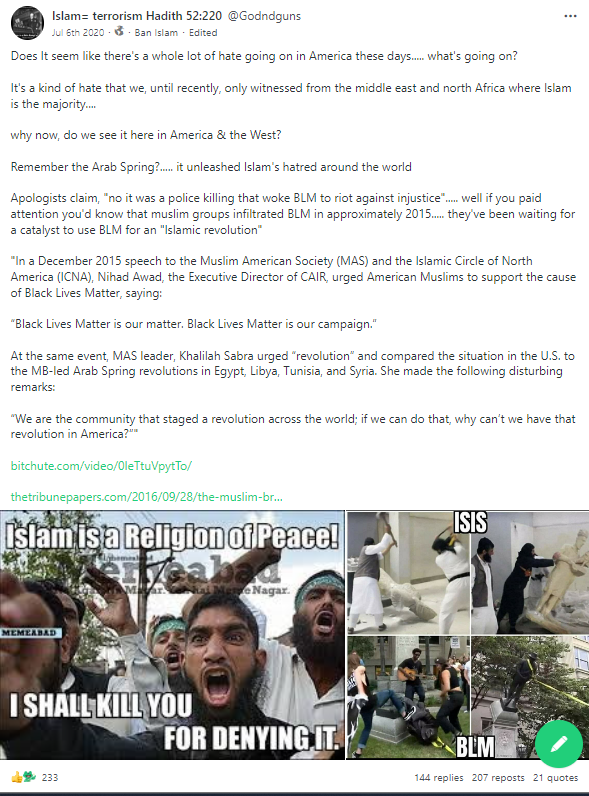 Islam= terrorism Hadith 52:220 @Godndguns
Jul 6th 2020 · Ban Islam · Edited
Does It seem like there's a whole lot of hate going on in America these days..... what's going on?
It's a kind of hate that we, until recently, only witnessed from the middle east and north Africa where Islam
is the majority....
why now, do we see it here in America & the West?
Remember the Arab Spring?..... it unleashed Islam's hatred around the world
Apologists claim, "no it was a police killing that woke BLM to riot against injustice"..... well if you paid
attention you'd know that muslim groups infiltrated BLM in approximately 2015..... they've been waiting for
a catalyst to use BLM for an "Islamic revolution"
"In a December 2015 speech to the Muslim American Society (MAS) and the Islamic Circle of North
America (ICNA), Nihad Awad, the Executive Director of CAIR, urged American Muslims to support the cause
of Black Lives Matter, saying:
“Black Lives Matter is our matter. Black Lives Matter is our campaign.”
At the same event, MAS leader, Khalilah Sabra urged “revolution” and compared the situation in the U.S. to
the MB-led Arab Spring revolutions in Egypt, Libya, Tunisia, and Syria. She made the following disturbing
remarks:
“We are the community that staged a revolution across the world; if we can do that, why can’t we have that
revolution in America?”"
bitchute.com/video/0IeTtuVpytTo/
thetribunepapers.com/2016/09/28/the-muslim-br...
Islam is a Religion of Peace!
MEMEABAD
I SHALL KILL YOU
FOR DENYING IT.
ISIS
BLM
233
144 replies 207 reposts 21 quotes